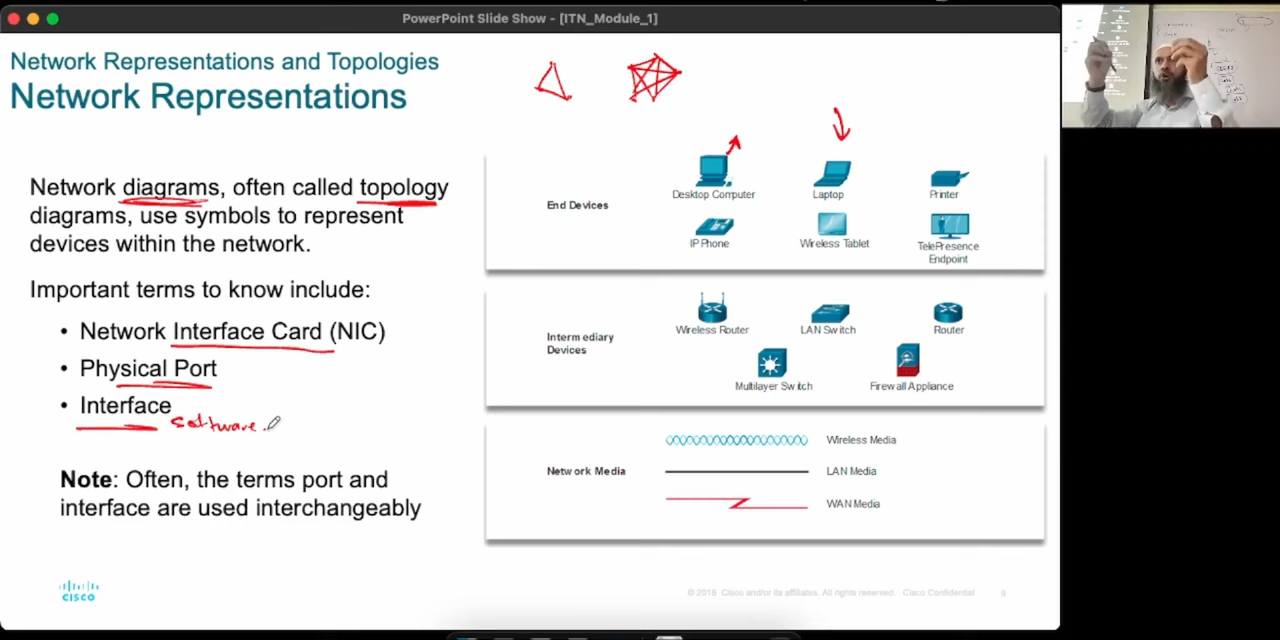 PowerPoint Slide Show - [ITN_Module_1]
Network Representations and Topologies
Network Representations
Network diagrams, often called topology
diagrams, use symbols to represent
devices within the network.
Important terms to know include:
• Network Interface Card (NIC)
• Physical Port
• Interface
software.
Note: Often, the terms port and
interface are used interchangeably
End Devices
Desktop Computer
Laptop
Printer
IP Phone
Wireless Tablet
TelePresence
Endpoint
Intermediary
Devices
Wireless Router
LAN Switch
Router
Multilayer Switch
Firewall Appliance
Network Media
Wireless Media
LAN Media
WAN Media
CISCO
© 2016 Cisco and/or its affiliates. All rights reserved. Cisco Confidential